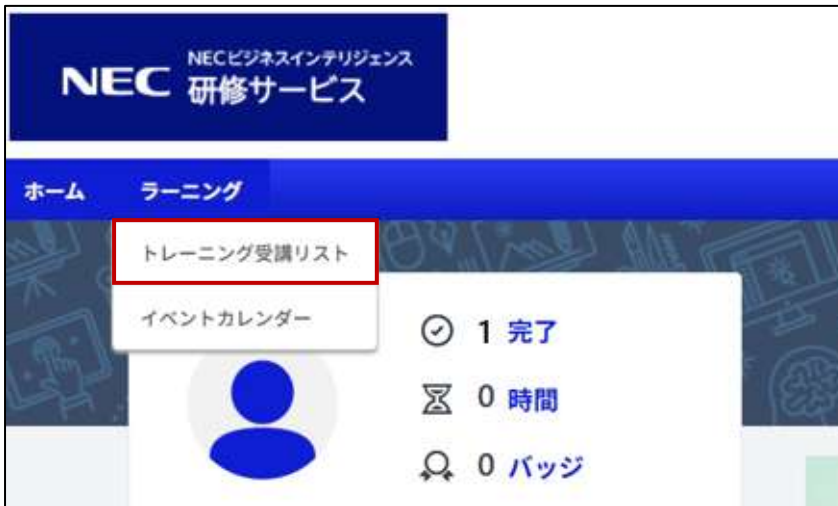 NECビジネスインテリジェンス
NEC 研修サービス
ホーム ラーニング
トレーニング受講リスト
イベントカレンダー
1 完了
0 時間
0 バッジ